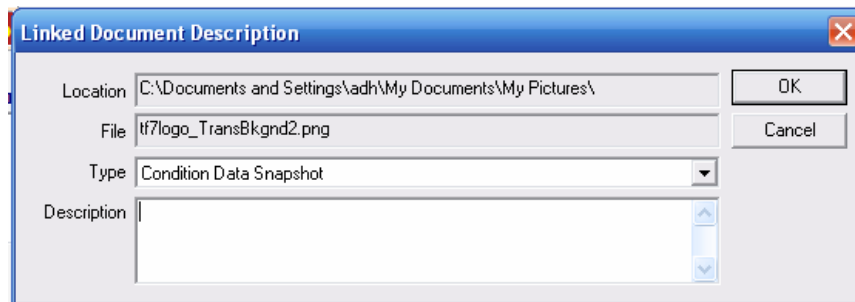 Linked Document Description
Location C:\Documents and Settings\adh\My Documents\My Pictures\ OK
File tf7logo_TransBkgnd2.png Cancel
Type Condition Data Snapshot
Description